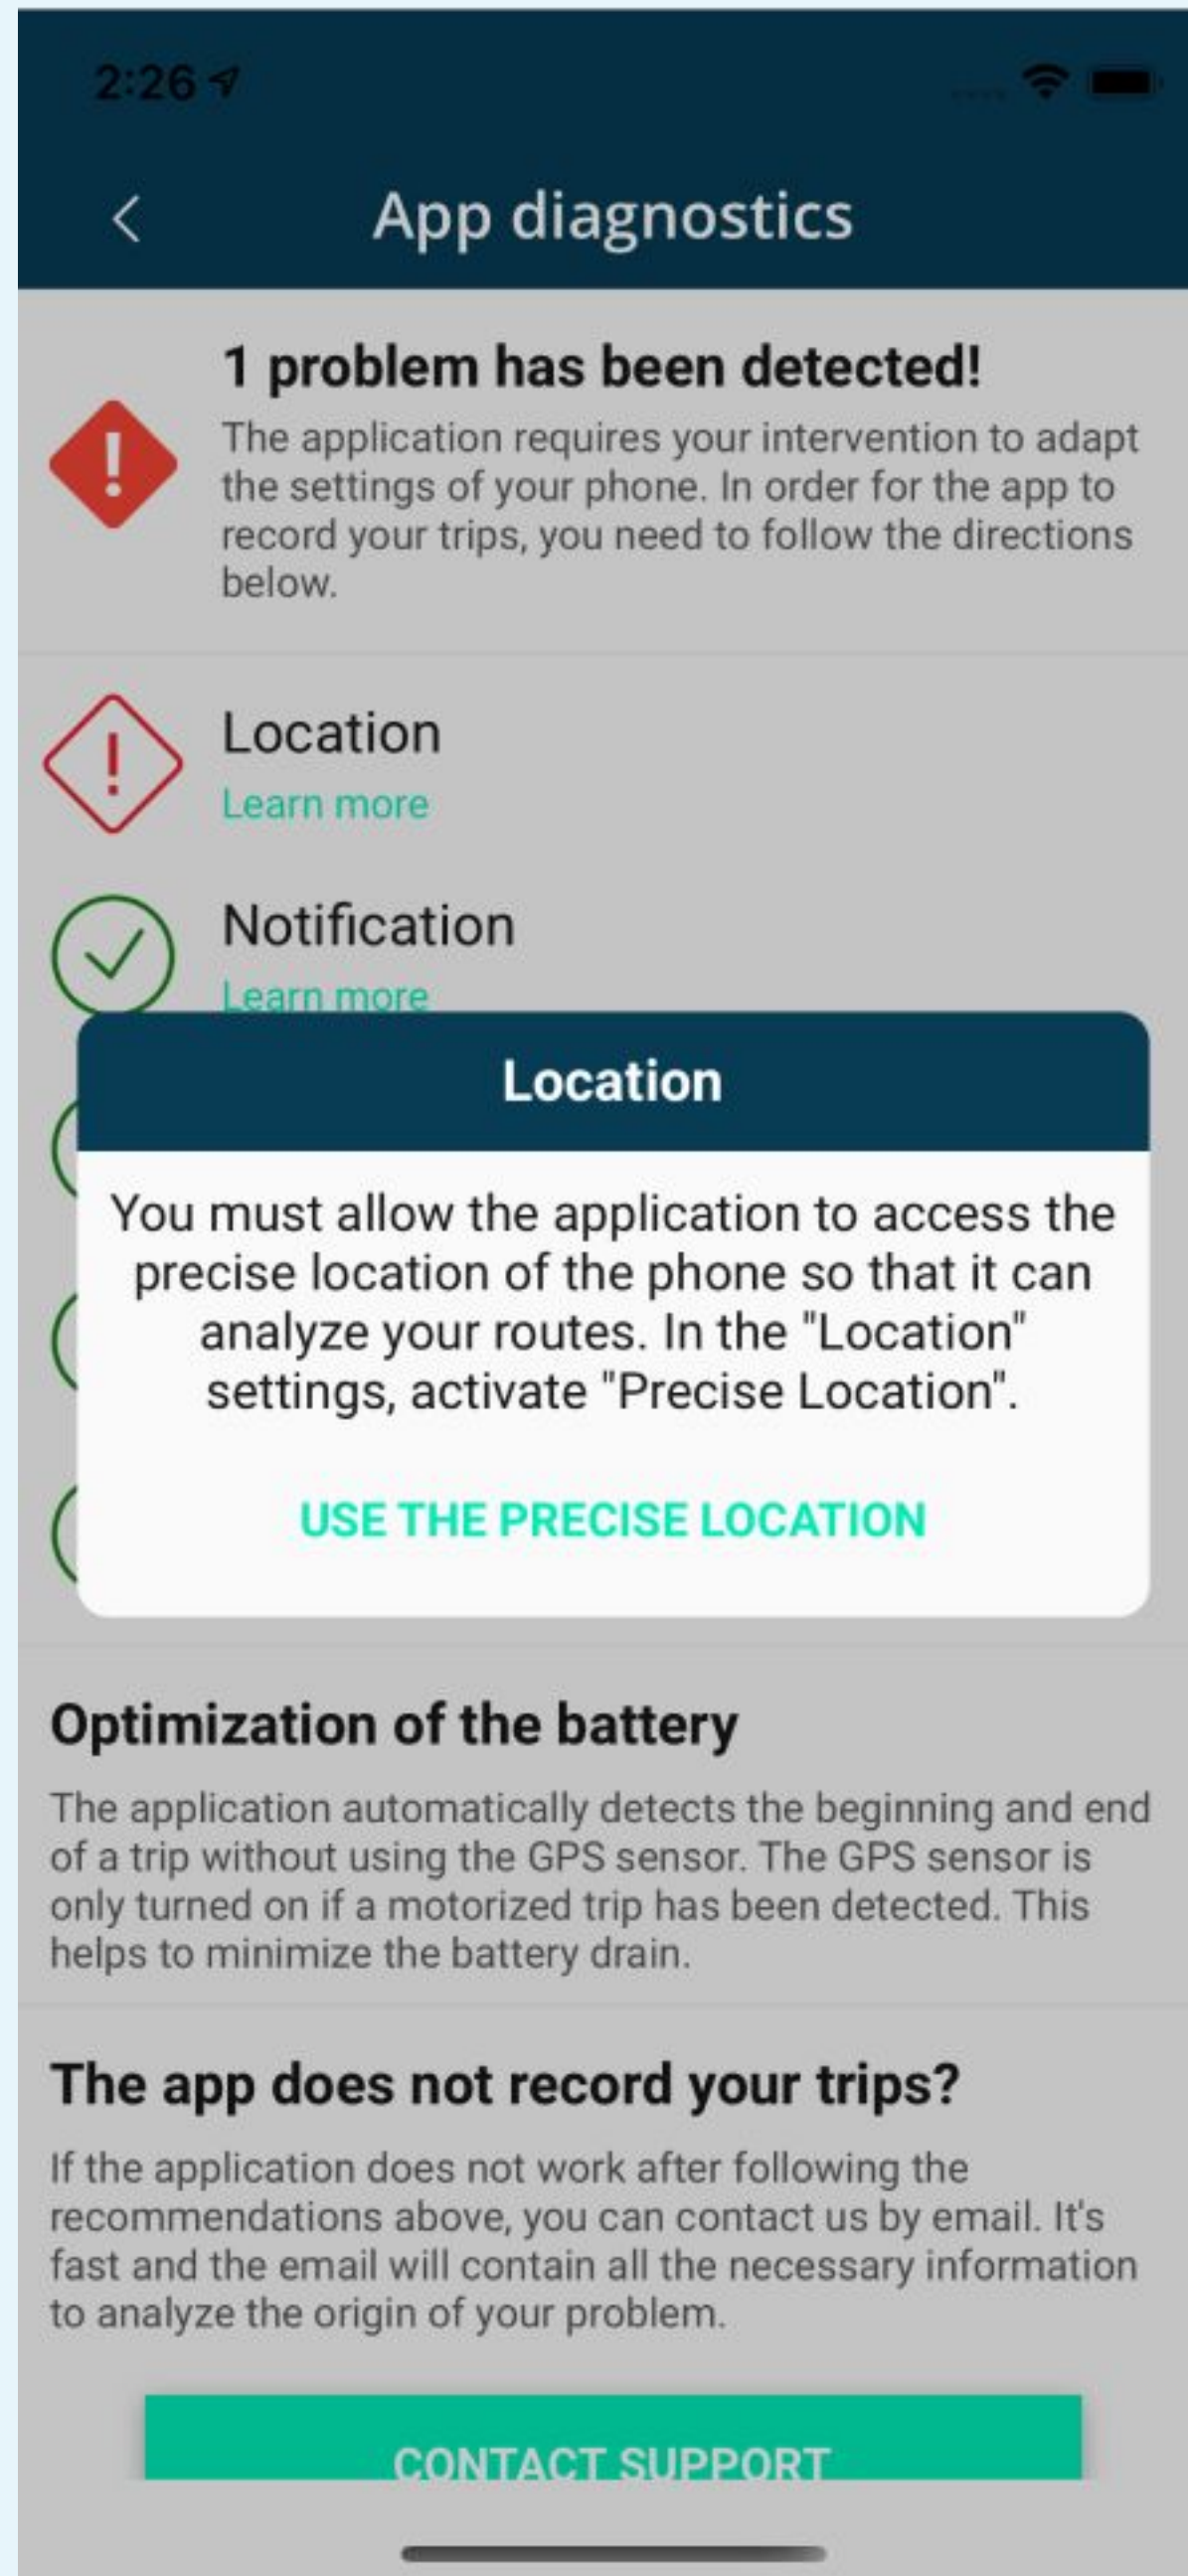 2:26
App diagnostics
1 problem has been detected!
The application requires your intervention to adapt
the settings of your phone. In order for the app to
record your trips, you need to follow the directions
below.
Location
Learn more
Notification
Learn more
Location
You must allow the application to access the
precise location of the phone so that it can
analyze your routes. In the "Location"
settings, activate "Precise Location".
USE THE PRECISE LOCATION
Optimization of the battery
The application automatically detects the beginning and end
of a trip without using the GPS sensor. The GPS sensor is
only turned on if a motorized trip has been detected. This
helps to minimize the battery drain.
The app does not record your trips?
If the application does not work after following the
recommendations above, you can contact us by email. It's
fast and the email will contain all the necessary information
to analyze the origin of your problem.
CONTACT SUPPORT